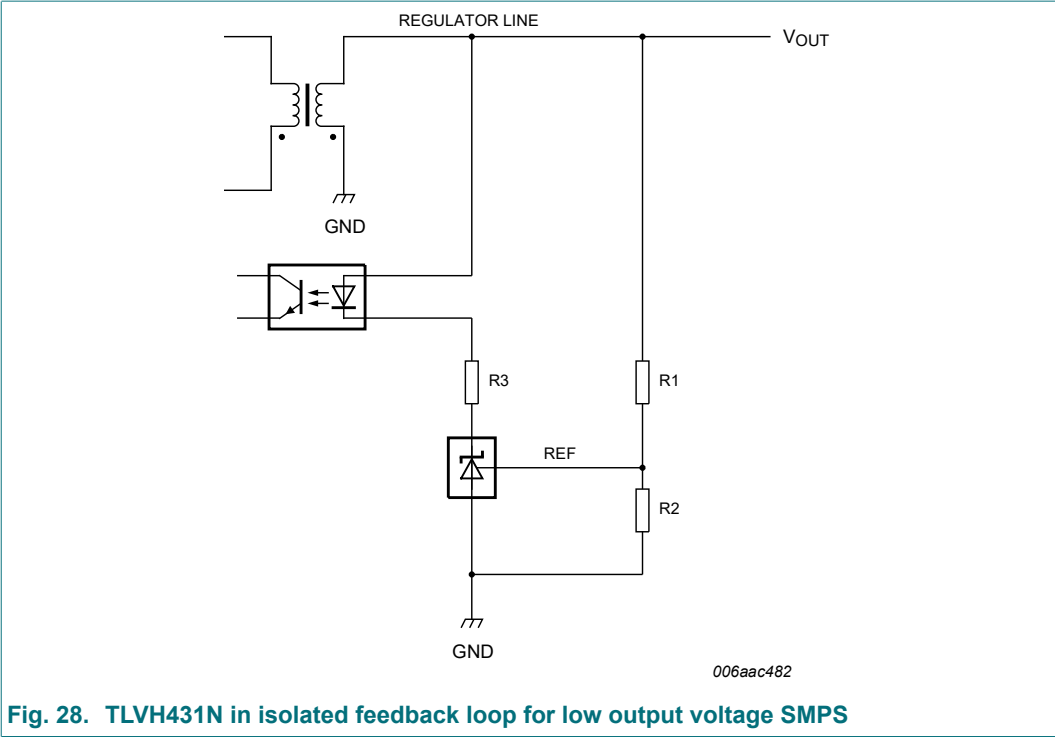 REGULATOR LINE
VOUT
GND
R3
R1
REF
R2
GND
006aac482
Fig. 28. TLVH431N in isolated feedback loop for low output voltage SMPS